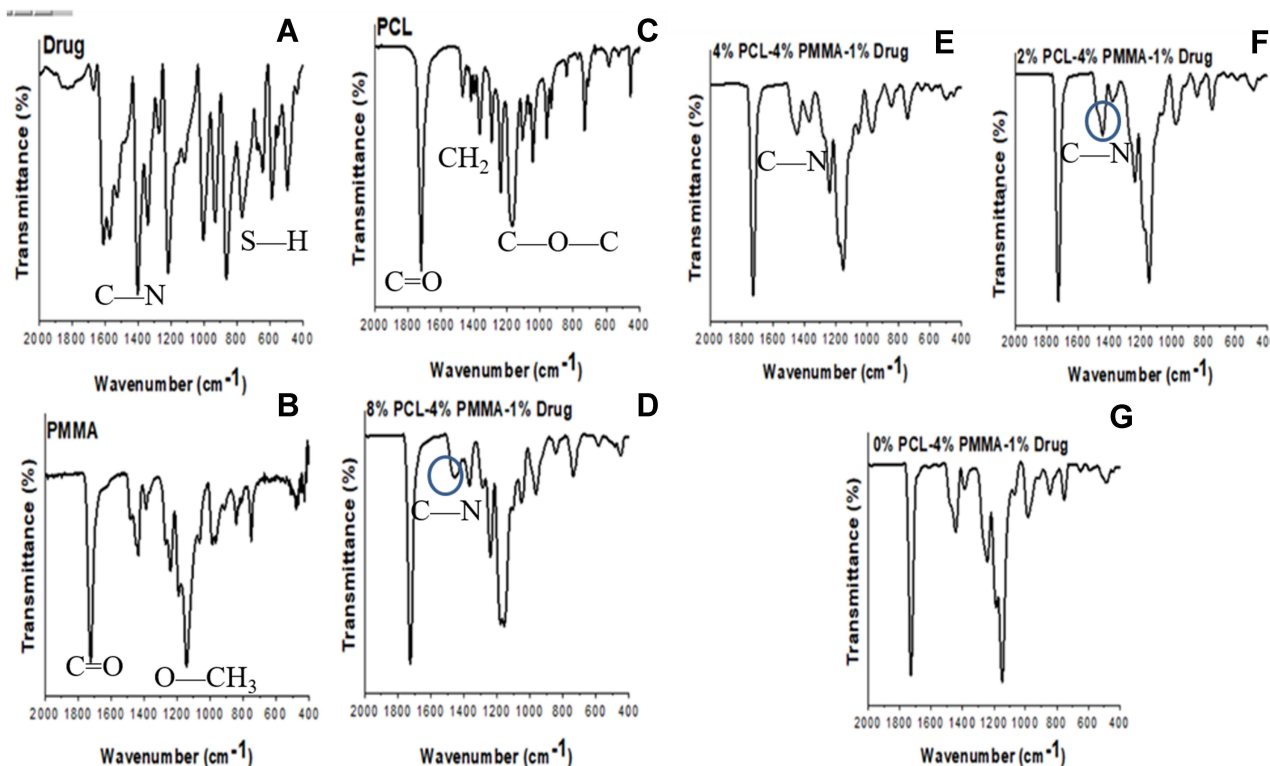 A
Drug
Transmittance (%)
C—N
S—H
2000 1800 1600 1400 1200 1000 800 600 400
Wavenumber (cm-1)
C
PCL
Transmittance (%)
CH2
C—O—C
C=O
2000 1800 1600 1400 1200 1000 800 600 400
Wavenumber (cm-1)
E
4% PCL-4% PMMA-1% Drug
Transmittance (%)
C—N
2000 1800 1600 1400 1200 1000 800 600 400
Wavenumber (cm-1)
F
2% PCL-4% PMMA-1% Drug
Transmittance (%)
C—N
2000 1800 1600 1400 1200 1000 800 600 400
Wavenumber (cm-1)
B
PMMA
Transmittance (%)
C=O
O—CH3
2000 1800 1600 1400 1200 1000 800 600 400
Wavenumber (cm-1)
D
8% PCL-4% PMMA-1% Drug
Transmittance (%)
C—N
2000 1800 1600 1400 1200 1000 800 600 400
Wavenumber (cm-1)
G
0% PCL-4% PMMA-1% Drug
Transmittance (%)
2000 1800 1600 1400 1200 1000 800 600 400
Wavenumber (cm-1)